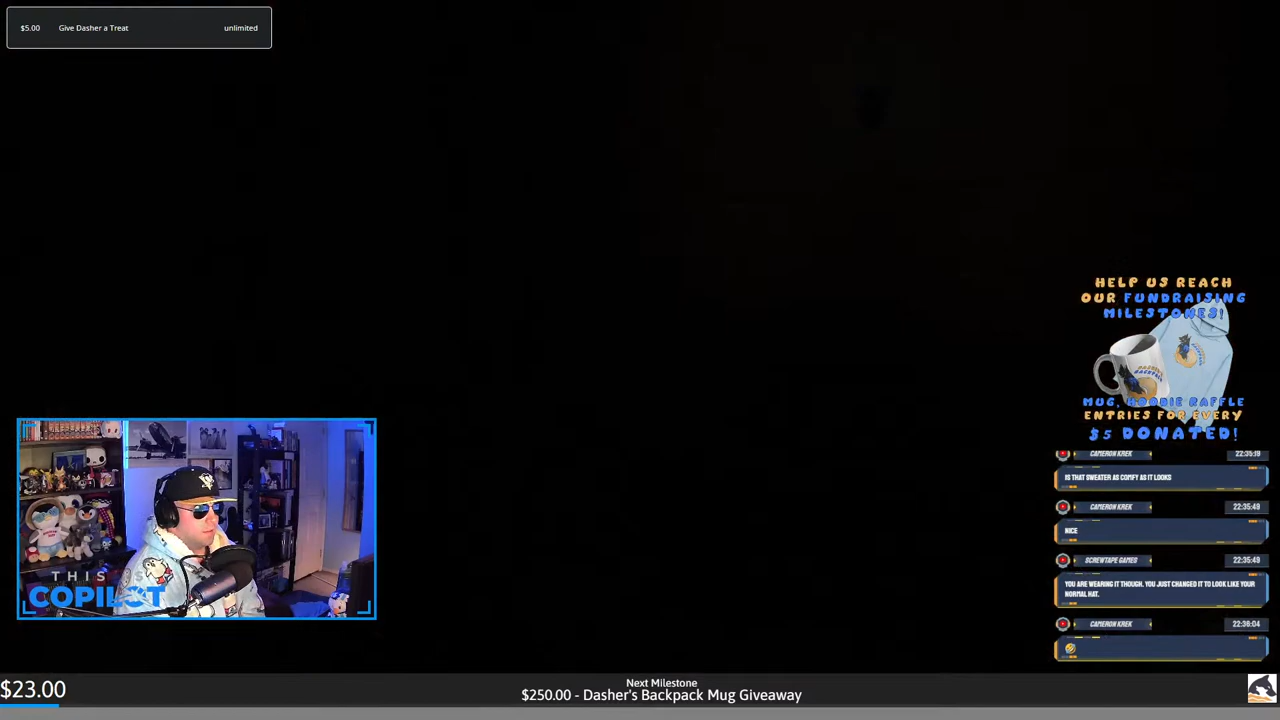 $5.00 Give Dasher a Treat unlimited
HELP US REACH
OUR FUNDRAISING
MILESTONES!
MUG, HOODIE RAFFLE
ENTRIES FOR EVERY
$5 DONATED!
CAMERON KREK 22:35:19
IS THAT SWEATER AS COMFY AS IT LOOKS
CAMERON KREK 22:35:49
NICE
SCREWTAPE GAMES 22:35:49
YOU ARE WEARING IT THOUGH. YOU JUST CHANGED IT TO LOOK LIKE YOUR
NORMAL HAT.
CAMERON KREK 22:36:04
THIS IS
COPILOT
$23.00
Next Milestone
$250.00 - Dasher's Backpack Mug Giveaway